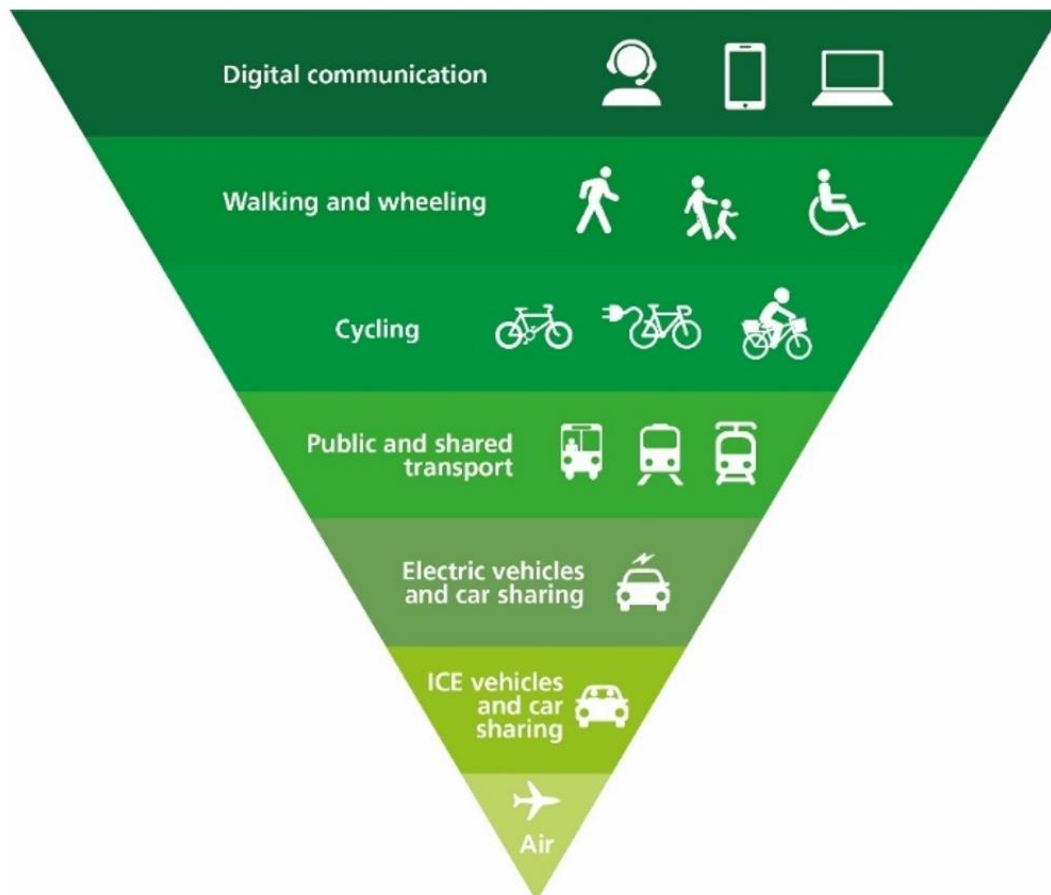 Digital communication
Walking and wheeling
Cycling
Public and shared
transport
Electric vehicles
and car sharing
ICE vehicles
and car
sharing
Air